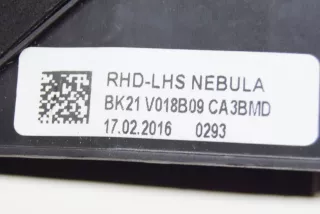 RHD-LHS NEBULA
BK21 V018B09 CA3BMD
17.02.2016 0293